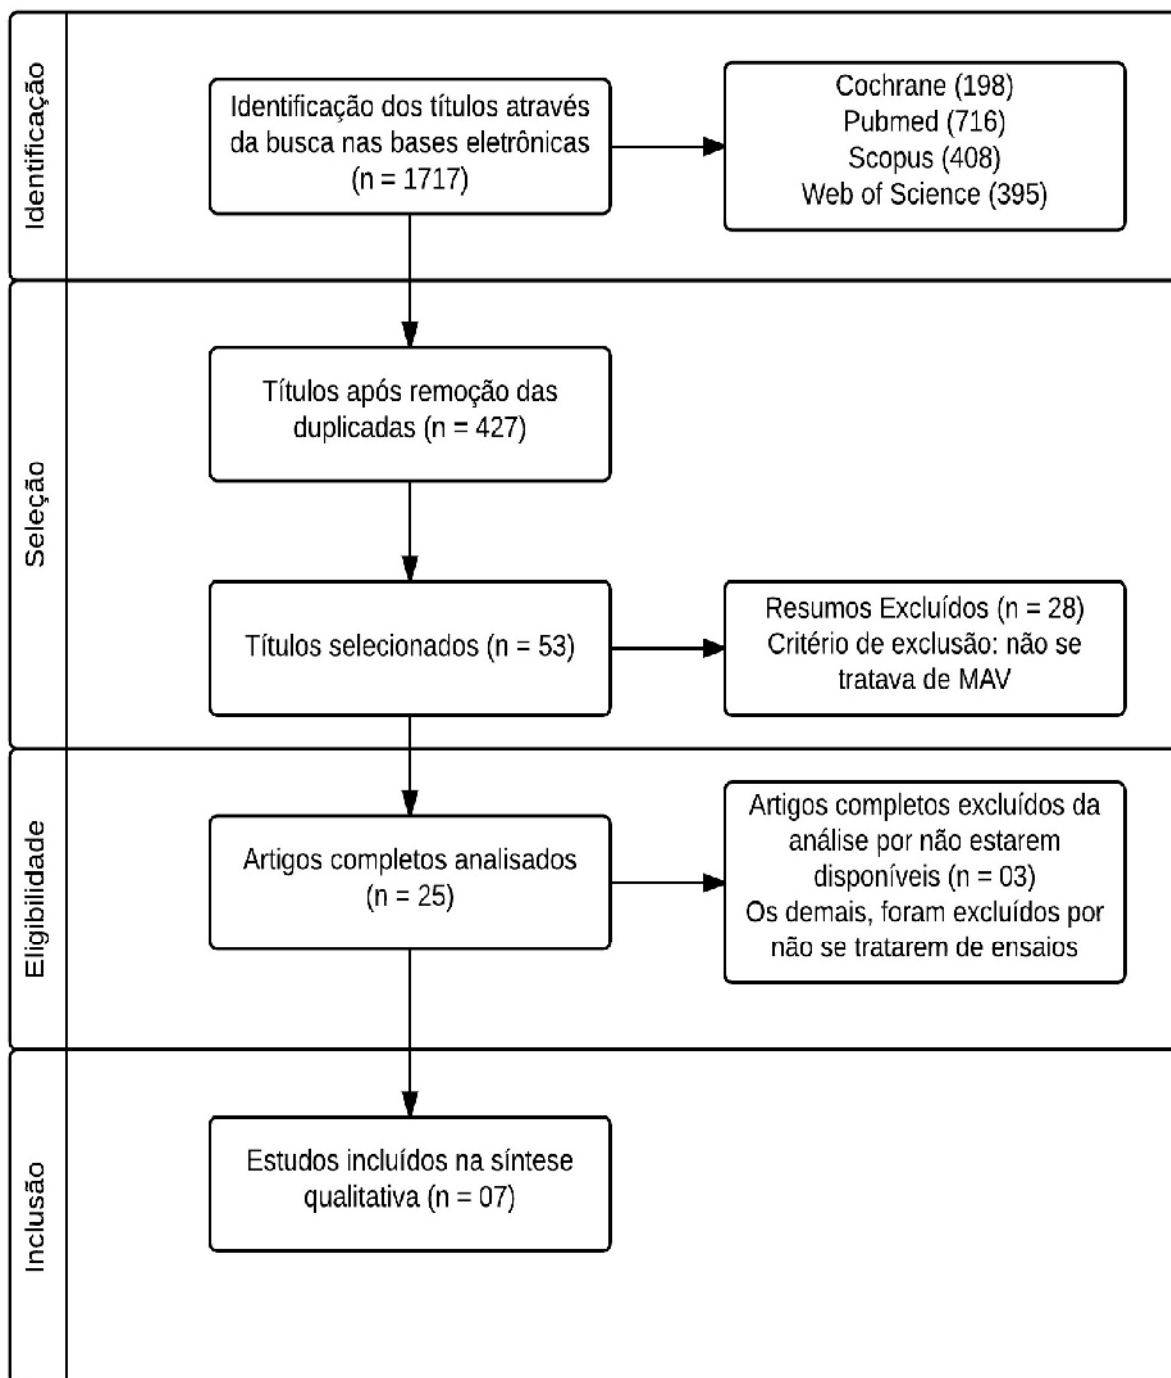 Identificação
Identificação dos títulos através
da busca nas bases eletrônicas
(n = 1717)
Cochrane (198)
Pubmed (716)
Scopus (408)
Web of Science (395)
Seleção
Títulos após remoção das
duplicadas (n = 427)
Títulos selecionados (n = 53)
Resumos Excluídos (n = 28)
Critério de exclusão: não se
tratava de MAV
Eligibilidade
Artigos completos analisados
(n = 25)
Artigos completos excluídos da
análise por não estarem
disponíveis (n = 03)
Os demais, foram excluídos por
não se tratarem de ensaios
Inclusão
Estudos incluídos na síntese
qualitativa (n = 07)